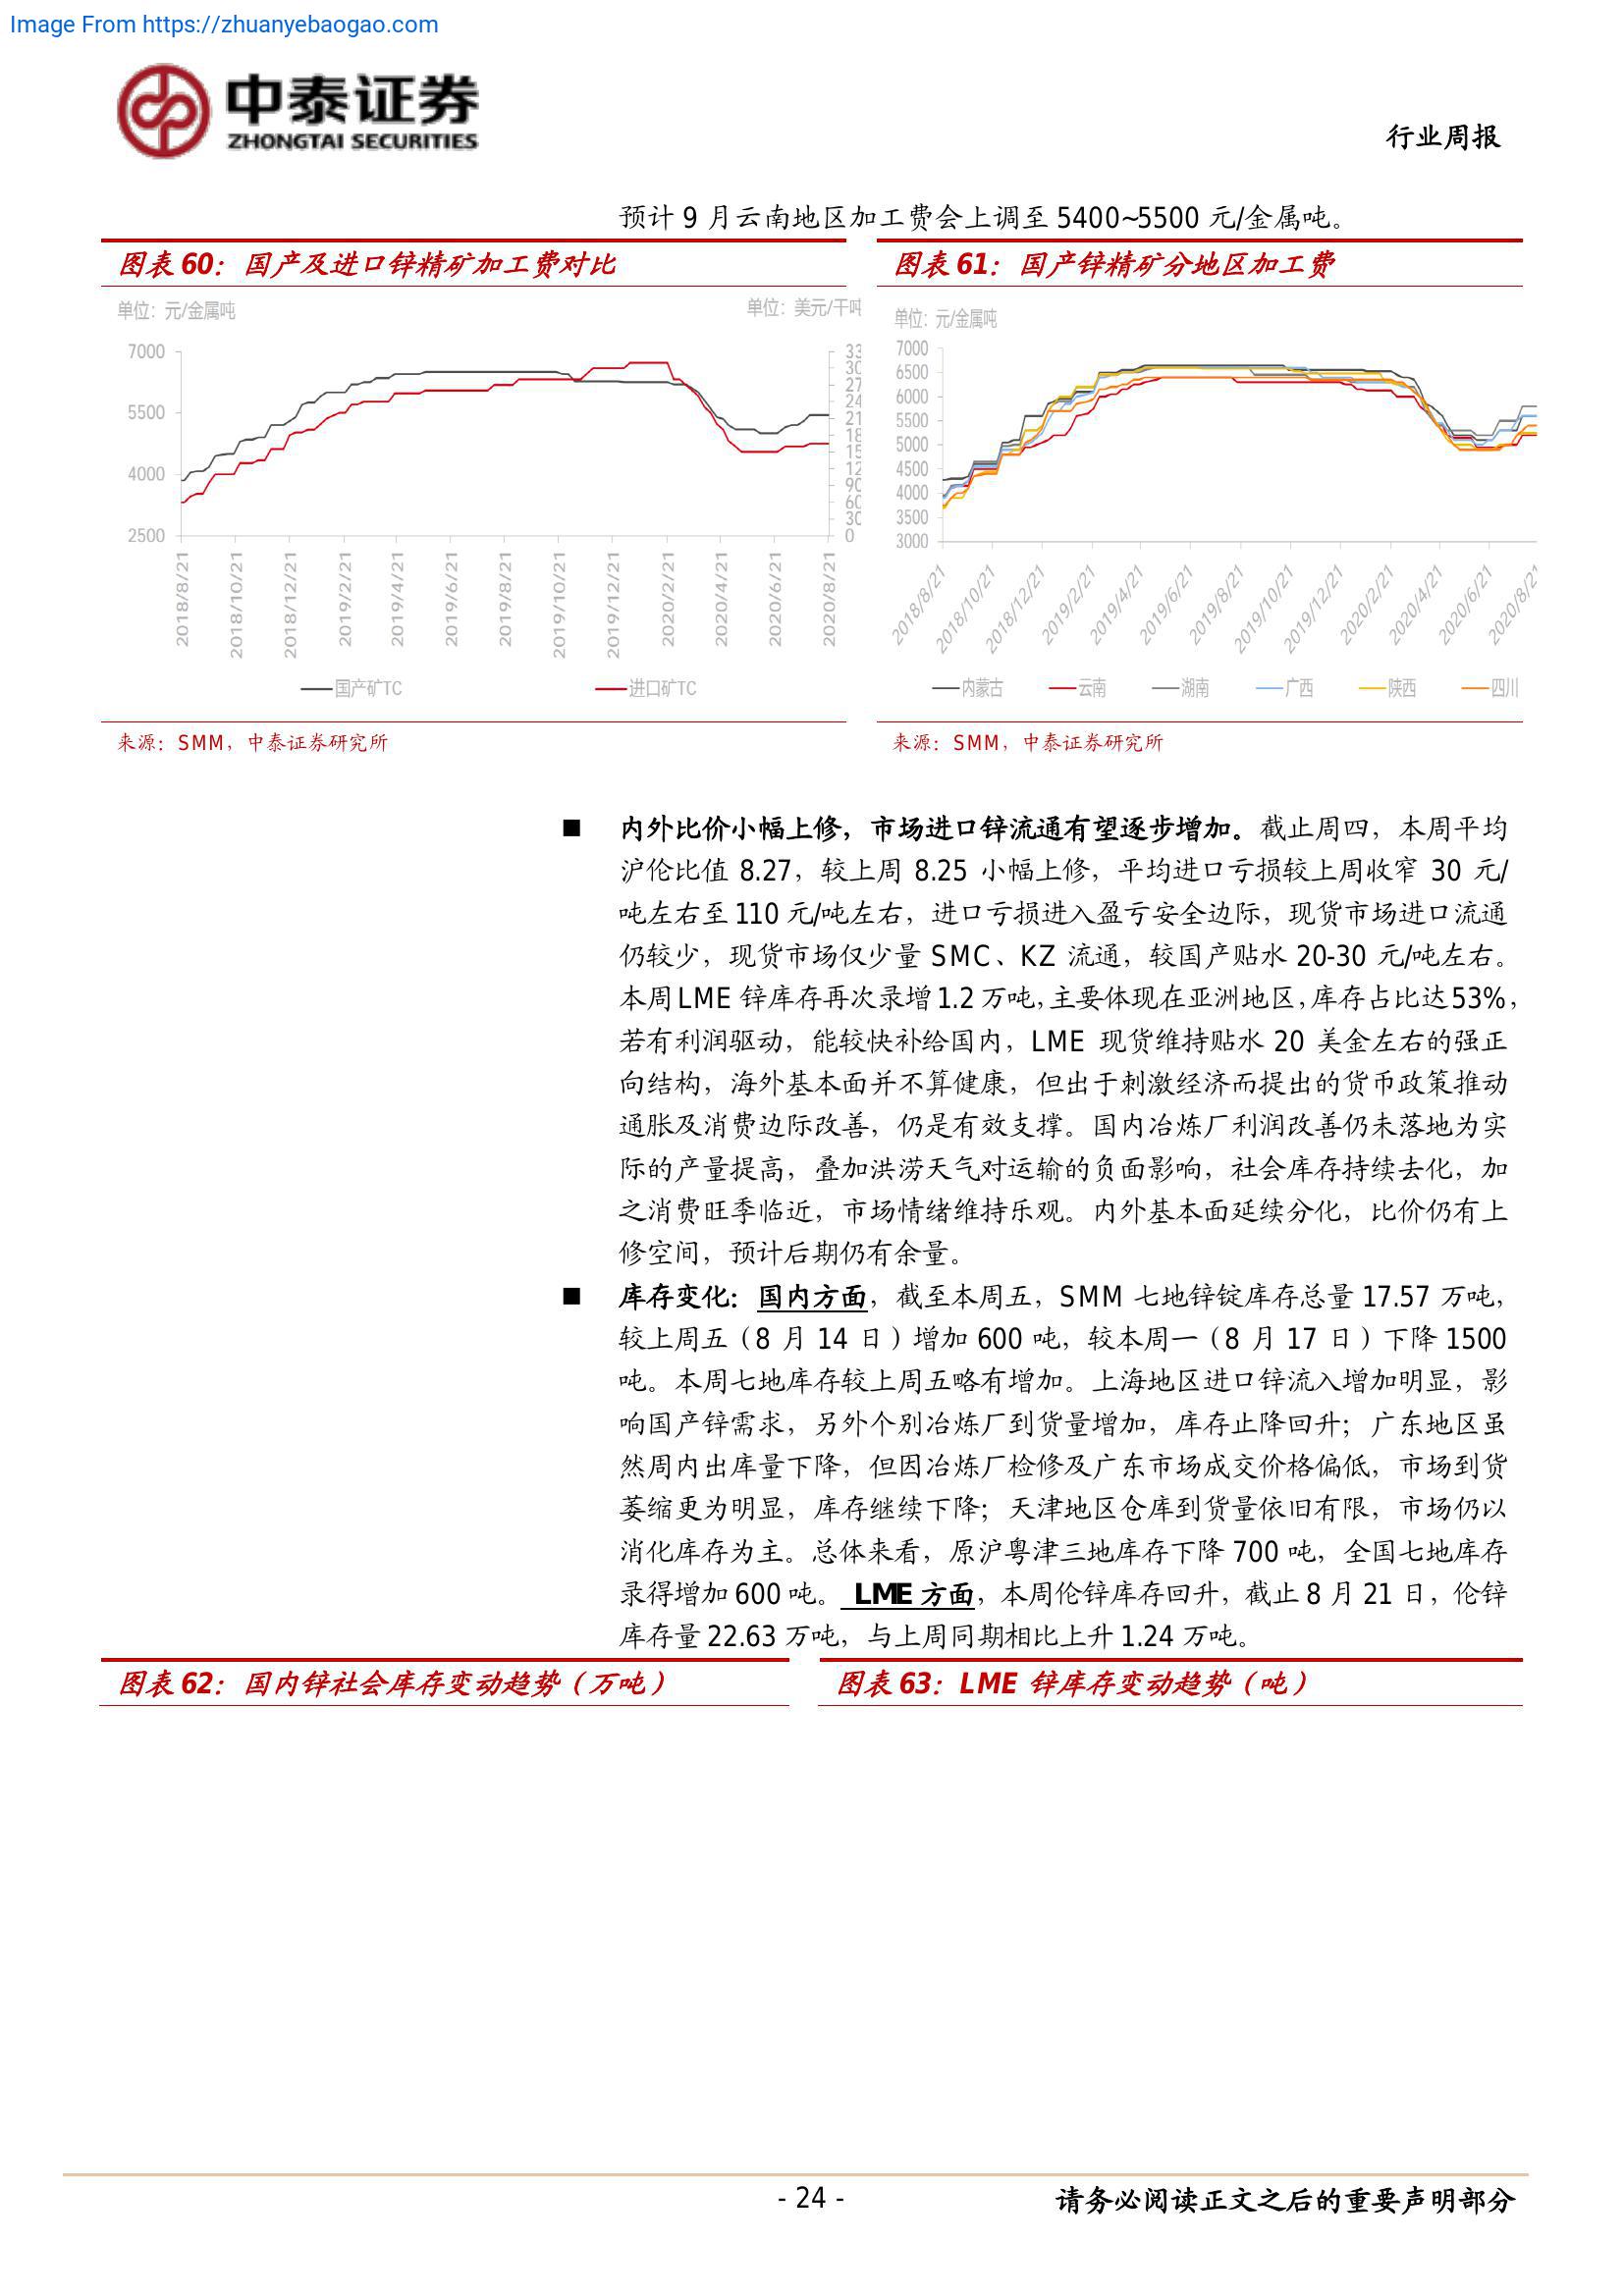 Image From https://zhuanyebaogao.com
中泰证券
ZHONGTAI SECURITIES
行业周报
预计 9 月云南地区加工费会上调至 5400~5500 元/金属吨。
图表 60：国产及进口锌精矿加工费对比
单位：元/金属吨
单位：美元/干吨
7000
5500
4000
2500
33
30
27
24
21
18
15
12
90
60
30
0
2018/8/21
2018/10/21
2018/12/21
2019/2/21
2019/4/21
2019/6/21
2019/8/21
2019/10/21
2019/12/21
2020/2/21
2020/4/21
2020/6/21
2020/8/21
国产矿TC
进口矿TC
来源：SMM，中泰证券研究所
图表 61：国产锌精矿分地区加工费
单位：元/金属吨
7000
6500
6000
5500
5000
4500
4000
3500
3000
2018/8/21
2018/10/21
2018/12/21
2019/2/21
2019/4/21
2019/6/21
2019/8/21
2019/10/21
2019/12/21
2020/2/21
2020/4/21
2020/6/21
2020/8/21
内蒙古
云南
湖南
广西
陕西
四川
来源：SMM，中泰证券研究所
■ 内外比价小幅上修，市场进口锌流通有望逐步增加。截止周四，本周平均
沪伦比值 8.27，较上周 8.25 小幅上修，平均进口亏损较上周收窄 30 元/
吨左右至 110 元/吨左右，进口亏损进入盈亏安全边际，现货市场进口流通
仍较少，现货市场仅少量 SMC、KZ 流通，较国产贴水 20-30 元/吨左右。
本周 LME 锌库存再次录增 1.2 万吨，主要体现在亚洲地区，库存占比达 53%，
若有利润驱动，能较快补给国内，LME 现货维持贴水 20 美金左右的强正
向结构，海外基本面并不算健康，但出于刺激经济而提出的货币政策推动
通胀及消费边际改善，仍是有效支撑。国内冶炼厂利润改善仍未落地为实
际的产量提高，叠加洪涝天气对运输的负面影响，社会库存持续去化，加
之消费旺季临近，市场情绪维持乐观。内外基本面延续分化，比价仍有上
修空间，预计后期仍有余量。
■ 库存变化：国内方面，截至本周五，SMM 七地锌锭库存总量 17.57 万吨，
较上周五（8 月 14 日）增加 600 吨，较本周一（8 月 17 日）下降 1500
吨。本周七地库存较上周五略有增加。上海地区进口锌流入增加明显，影
响国产锌需求，另外个别冶炼厂到货量增加，库存止降回升；广东地区虽
然周内出库量下降，但因冶炼厂检修及广东市场成交价格偏低，市场到货
萎缩更为明显，库存继续下降；天津地区仓库到货量依旧有限，市场仍以
消化库存为主。总体来看，原沪粤津三地库存下降 700 吨，全国七地库存
录得增加 600 吨。 LME 方面，本周伦锌库存回升，截止 8 月 21 日，伦锌
库存量 22.63 万吨，与上周同期相比上升 1.24 万吨。
图表 62：国内锌社会库存变动趋势（万吨）
图表 63：LME 锌库存变动趋势（吨）
- 24 -
请务必阅读正文之后的重要声明部分